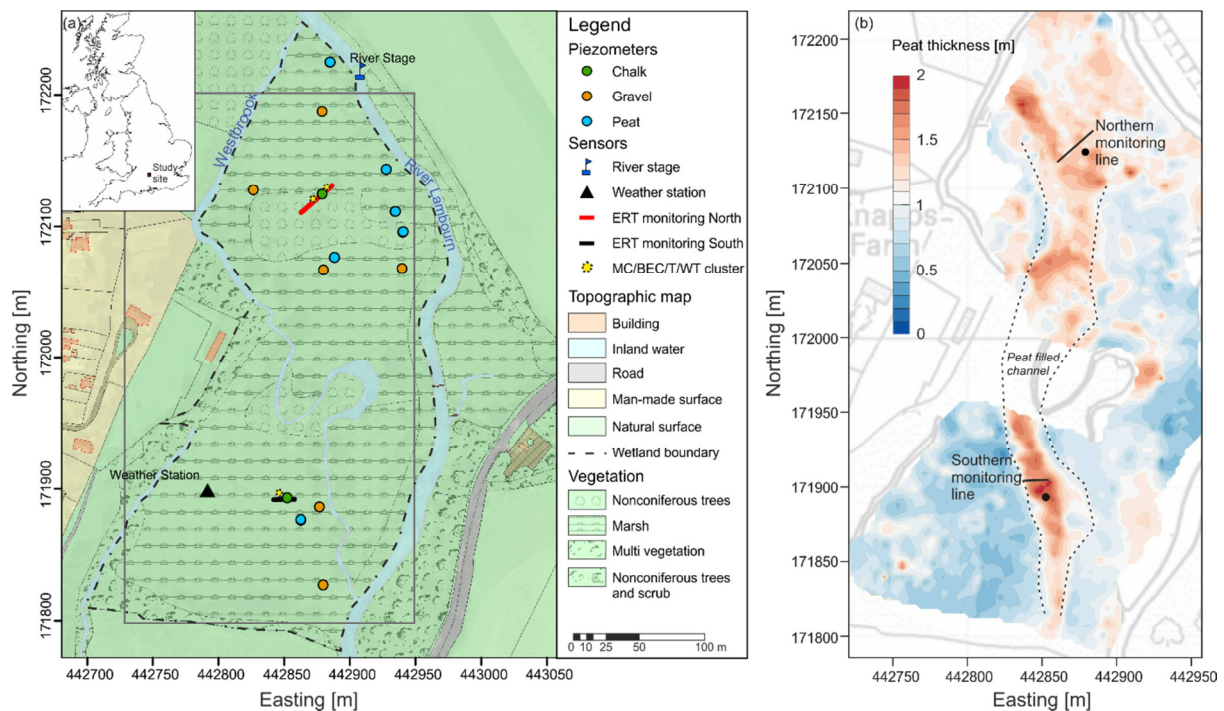 (a)
Study
site
River Stage
Westbroook
River Lambourn
Weather Station
Northing [m]
172200
172100
172000
171900
171800
442700
442750
442800
442850
442900
442950
443000
443050
Easting [m]
Legend
Piezometers
Chalk
Gravel
Peat
Sensors
River stage
Weather station
ERT monitoring North
ERT monitoring South
MC/BEC/T/WT cluster
Topographic map
Building
Inland water
Road
Man-made surface
Natural surface
Wetland boundary
Vegetation
Nonconiferous trees
Marsh
Multi vegetation
Nonconiferous trees
and scrub
0 10 25 50 100 m
(b)
Peat thickness [m]
2
1.5
1
0.5
0
Northern
monitoring
line
Peat filled
channel
Southern
monitoring
line
Farm
Northing [m]
172200
172150
172100
172050
172000
171950
171900
171850
171800
442750
442800
442850
442900
442950
Easting [m]